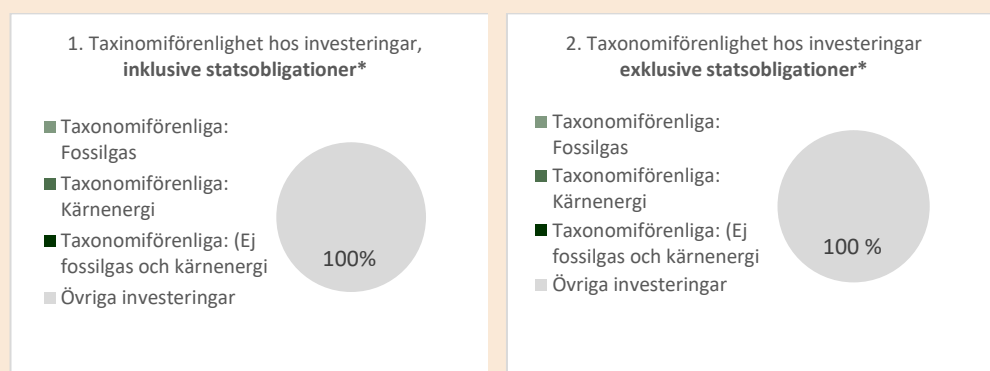 1. Taxinomiförenlighet hos investeringar,
inklusive statsobligationer*
Taxonomiförenliga:
Fossilgas
Taxonomiförenliga:
Kärnenergi
Taxonomiförenliga: (Ej
fossilgas och kärnenergi
Övriga investeringar
100%
2. Taxonomiförenlighet hos investeringar
exklusive statsobligationer*
Taxonomiförenliga:
Fossilgas
Taxonomiförenliga:
Kärnenergi
Taxonomiförenliga: (Ej
fossilgas och kärnenergi
Övriga investeringar
100 %